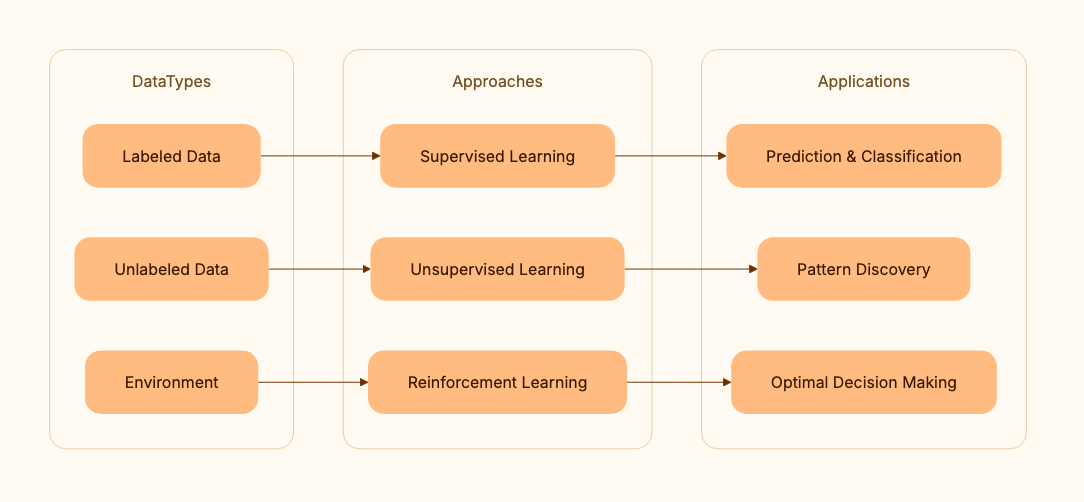 DataTypes
Approaches
Applications
Labeled Data
Supervised Learning
Prediction & Classification
Unlabeled Data
Unsupervised Learning
Pattern Discovery
Environment
Reinforcement Learning
Optimal Decision Making